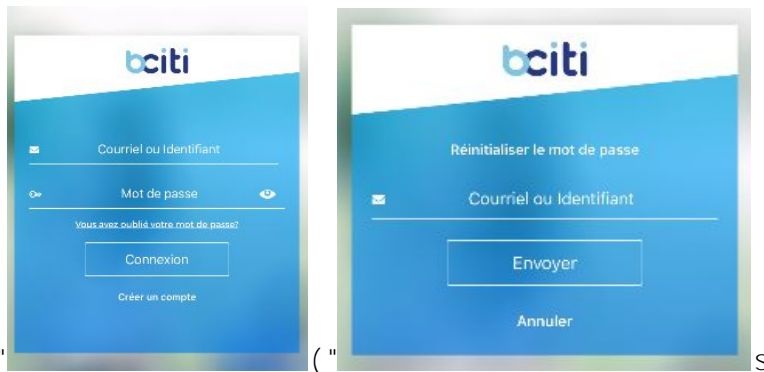 bciti
Courriel ou Identifiant
Mot de passe
Vous avez oublié votre mot de passe?
Connexion
Créer un compte
" ( "
bciti
Réinitialiser le mot de passe
Courriel ou Identifiant
Envoyer
Annuler
s